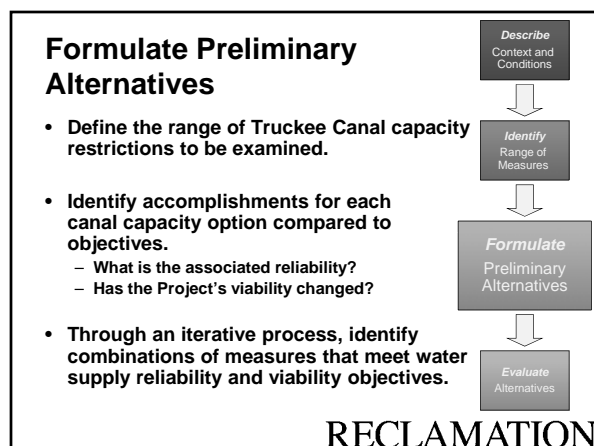 Formulate Preliminary
Alternatives
• Define the range of Truckee Canal capacity
restrictions to be examined.
• Identify accomplishments for each
canal capacity option compared to
objectives.
– What is the associated reliability?
– Has the Project's viability changed?
• Through an iterative process, identify
combinations of measures that meet water
supply reliability and viability objectives.
Describe
Context and
Conditions
Identify
Range of
Measures
Formulate
Preliminary
Alternatives
Evaluate
Alternatives
RECLAMATION